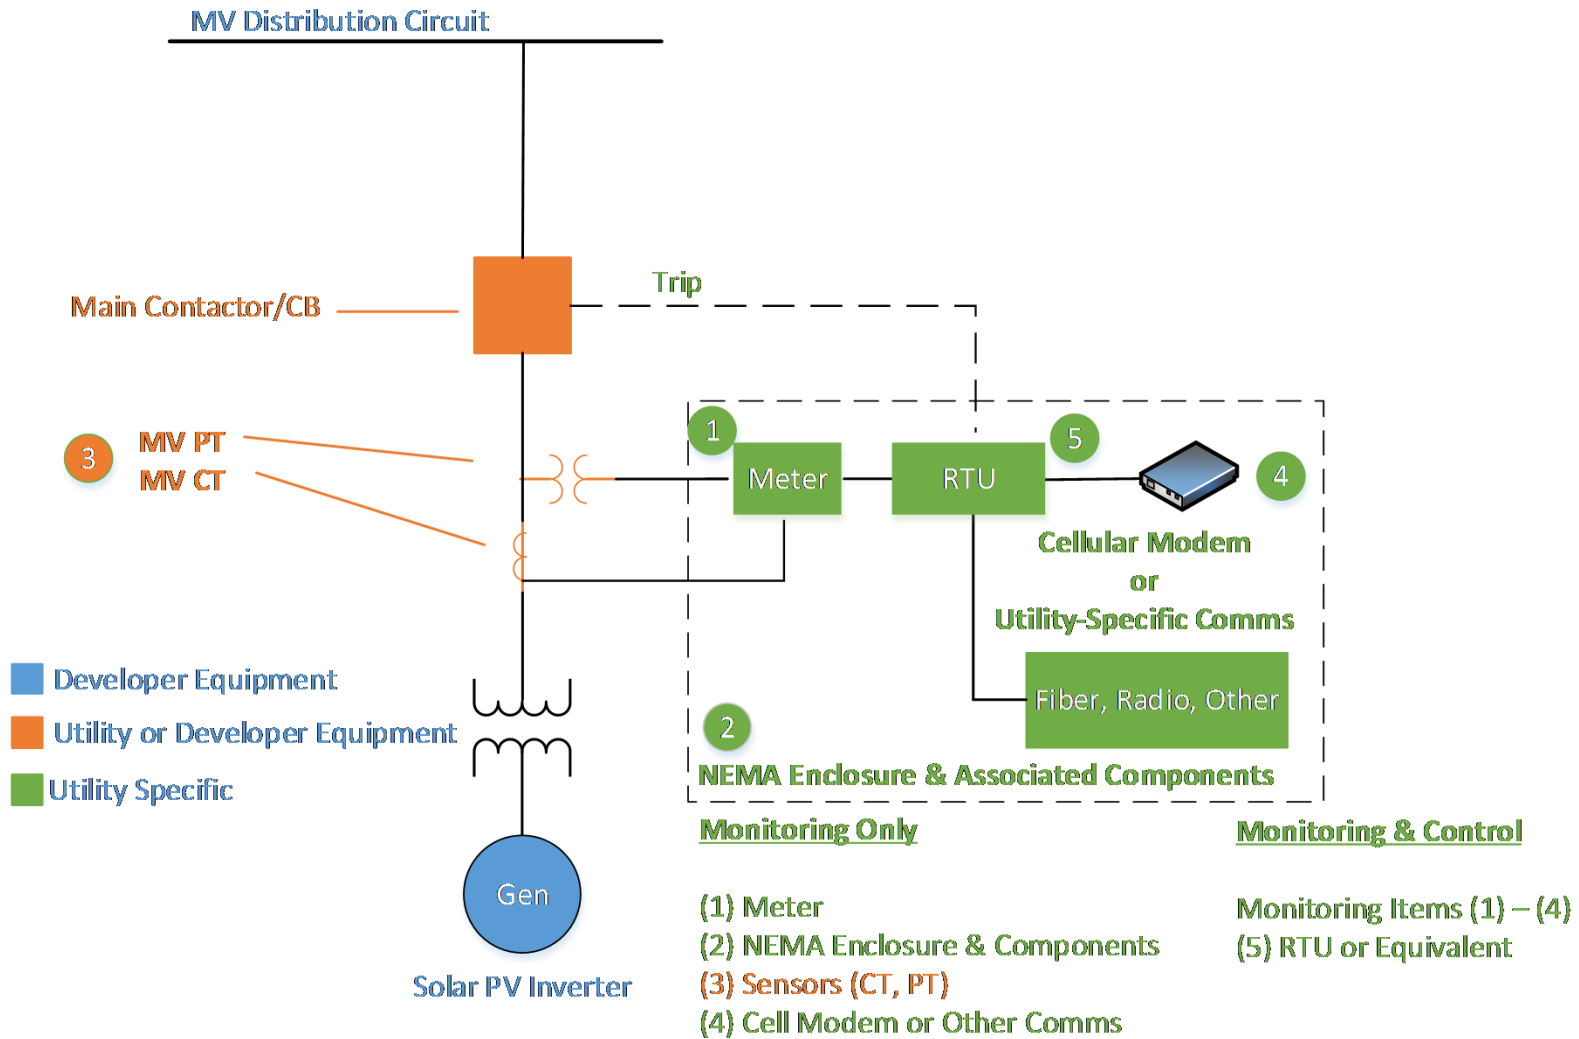 MV Distribution Circuit
Trip
Main Contactor/CB
1
5
3
MV PT
MV CT
Meter
RTU
4
Cellular Modem
or
Utility-Specific Comms
Developer Equipment
Fiber, Radio, Other
Utility or Developer Equipment
2
NEMA Enclosure & Associated Components
Utility Specific
Gen
Solar PV Inverter
Monitoring Only
(1) Meter
(2) NEMA Enclosure & Components
(3) Sensors (CT, PT)
(4) Cell Modem or Other Comms
Monitoring & Control
Monitoring Items (1) – (4)
(5) RTU or Equivalent